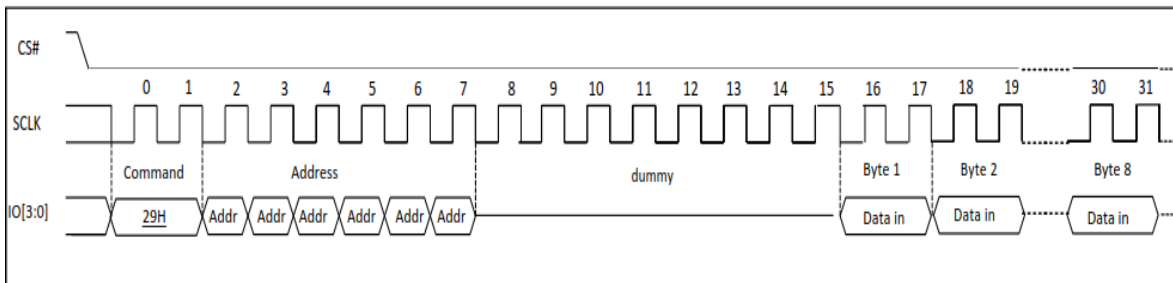 CS#
0 1 2 3 4 5 6 7 8 9 10 11 12 13 14 15 16 17 18 19 30 31
SCLK
Command Address dummy Byte 1 Byte 2 Byte 8
IO[3:0] 29H Addr Addr Addr Addr Addr Addr Data in Data in Data in